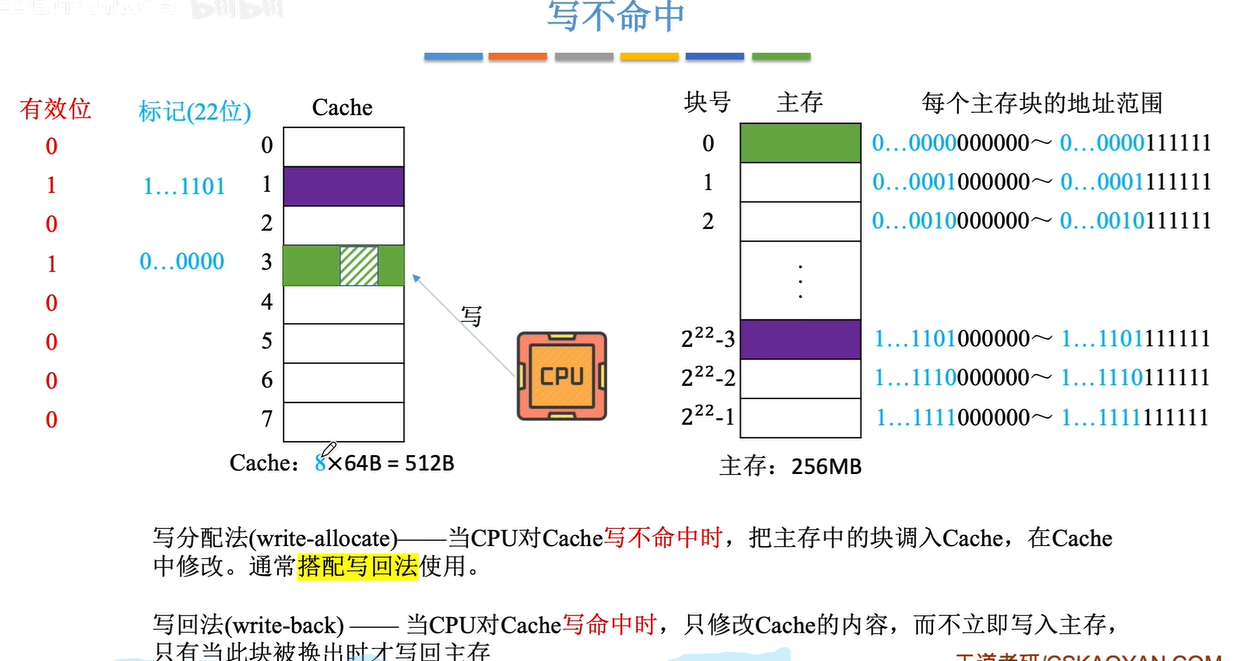 写不命中
有效位 标记(22位) Cache 块号 主存 每个主存块的地址范围
0 0 0 0…0000000000～ 0…0000111111
1 1…1101 1 1 0…0001000000～ 0…0001111111
0 2 2 0…0010000000～ 0…0010111111
1 0…0000 3
写
0 4
0 5 2²²-3 1…1101000000～ 1…1101111111
CPU
0 6 2²²-2 1…1110000000～ 1…1110111111
0 7 2²²-1 1…1111000000～ 1…1111111111
Cache：8×64B = 512B 主存：256MB
写分配法(write-allocate)——当CPU对Cache写不命中时，把主存中的块调入Cache，在Cache
中修改。通常搭配写回法使用。
写回法(write-back) —— 当CPU对Cache写命中时，只修改Cache的内容，而不立即写入主存，
只有当此块被换出时才写回主存
王道考研/CSKAOYAN.COM